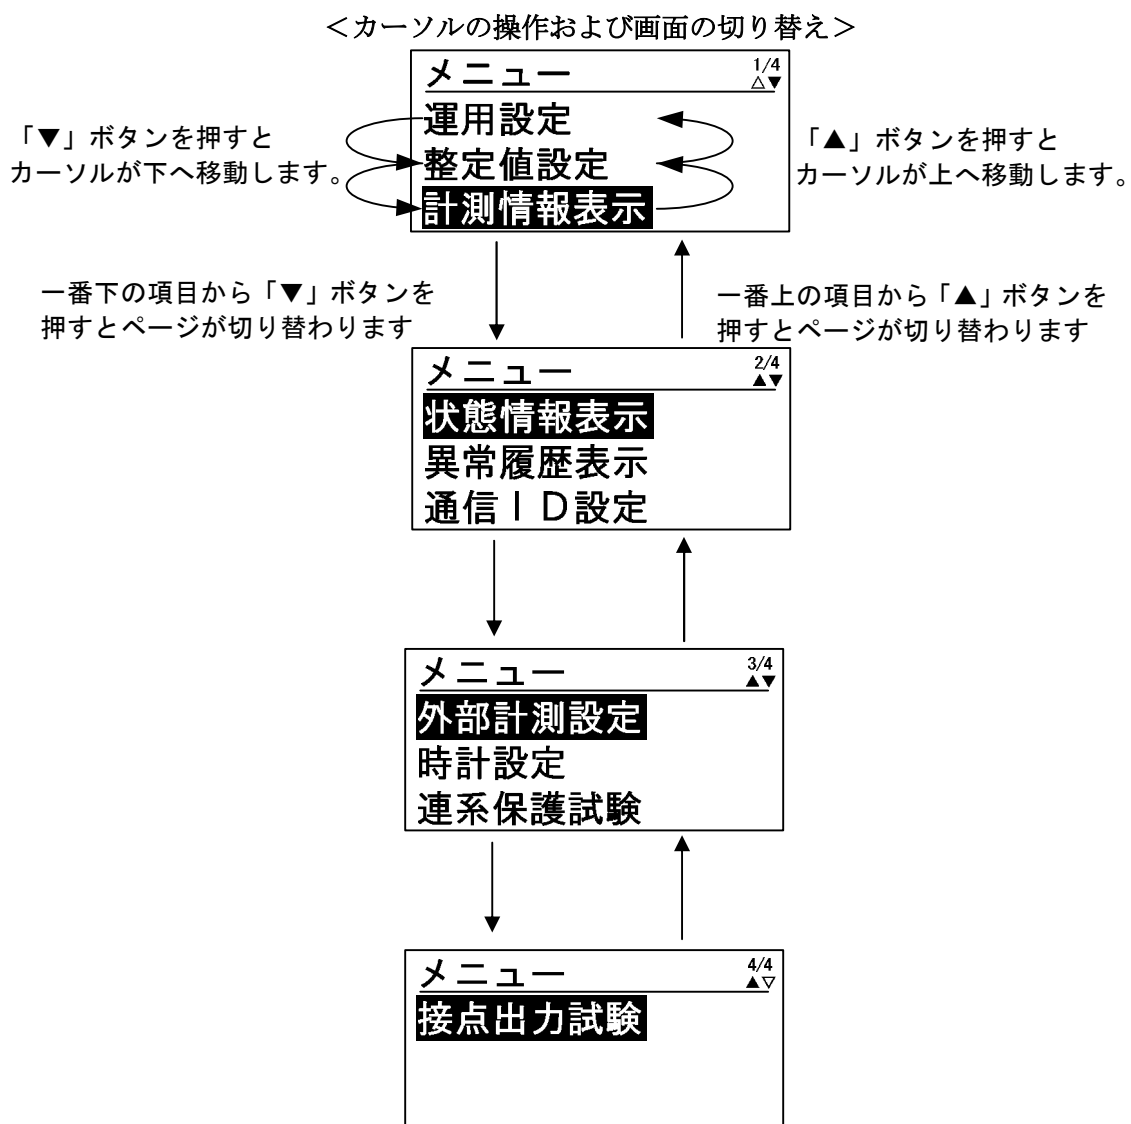 ＜カーソルの操作および画面の切り替え＞
メニュー 1/4
△▼
運用設定
整定値設定
計測情報表示
「▼」ボタンを押すと
カーソルが下へ移動します。
「▲」ボタンを押すと
カーソルが上へ移動します。
一番下の項目から「▼」ボタンを
押すとページが切り替わります
一番上の項目から「▲」ボタンを
押すとページが切り替わります
メニュー 2/4
▲▼
状態情報表示
異常履歴表示
通信ＩＤ設定
メニュー 3/4
▲▼
外部計測設定
時計設定
連系保護試験
メニュー 4/4
▲▽
接点出力試験